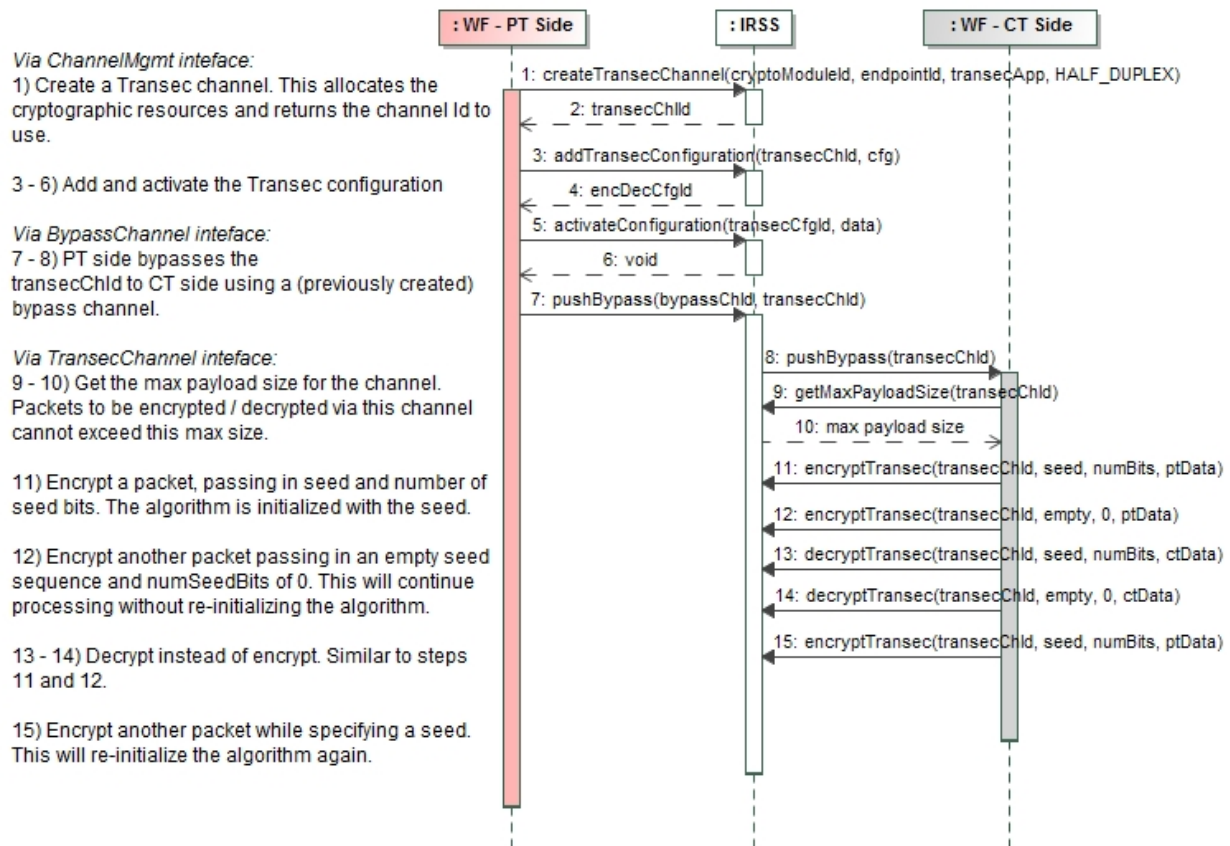 : WF - PT Side
: IRSS
: WF - CT Side
Via ChannelMgmt inteface:
1) Create a Transec channel. This allocates the
cryptographic resources and returns the channel Id to
use.
3 - 6) Add and activate the Transec configuration
Via BypassChannel inteface:
7 - 8) PT side bypasses the
transecChId to CT side using a (previously created)
bypass channel.
Via TransecChannel inteface:
9 - 10) Get the max payload size for the channel.
Packets to be encrypted / decrypted via this channel
cannot exceed this max size.
11) Encrypt a packet, passing in seed and number of
seed bits. The algorithm is initialized with the seed.
12) Encrypt another packet passing in an empty seed
sequence and numSeedBits of 0. This will continue
processing without re-initializing the algorithm.
13 - 14) Decrypt instead of encrypt. Similar to steps
11 and 12.
15) Encrypt another packet while specifying a seed.
This will re-initialize the algorithm again.
1: createTransecChannel(cryptoModuleId, endpointId, transecApp, HALF_DUPLEX)
2: transecChId
3: addTransecConfiguration(transecChId, cfg)
4: encDecCfgId
5: activateConfiguration(transecCfgId, data)
6: void
7: pushBypass(bypassChId, transecChId)
8: pushBypass(transecChId)
9: getMaxPayloadSize(transecChId)
10: max payload size
11: encryptTransec(transecChId, seed, numBits, ptData)
12: encryptTransec(transecChId, empty, 0, ptData)
13: decryptTransec(transecChId, seed, numBits, ctData)
14: decryptTransec(transecChId, empty, 0, ctData)
15: encryptTransec(transecChId, seed, numBits, ptData)